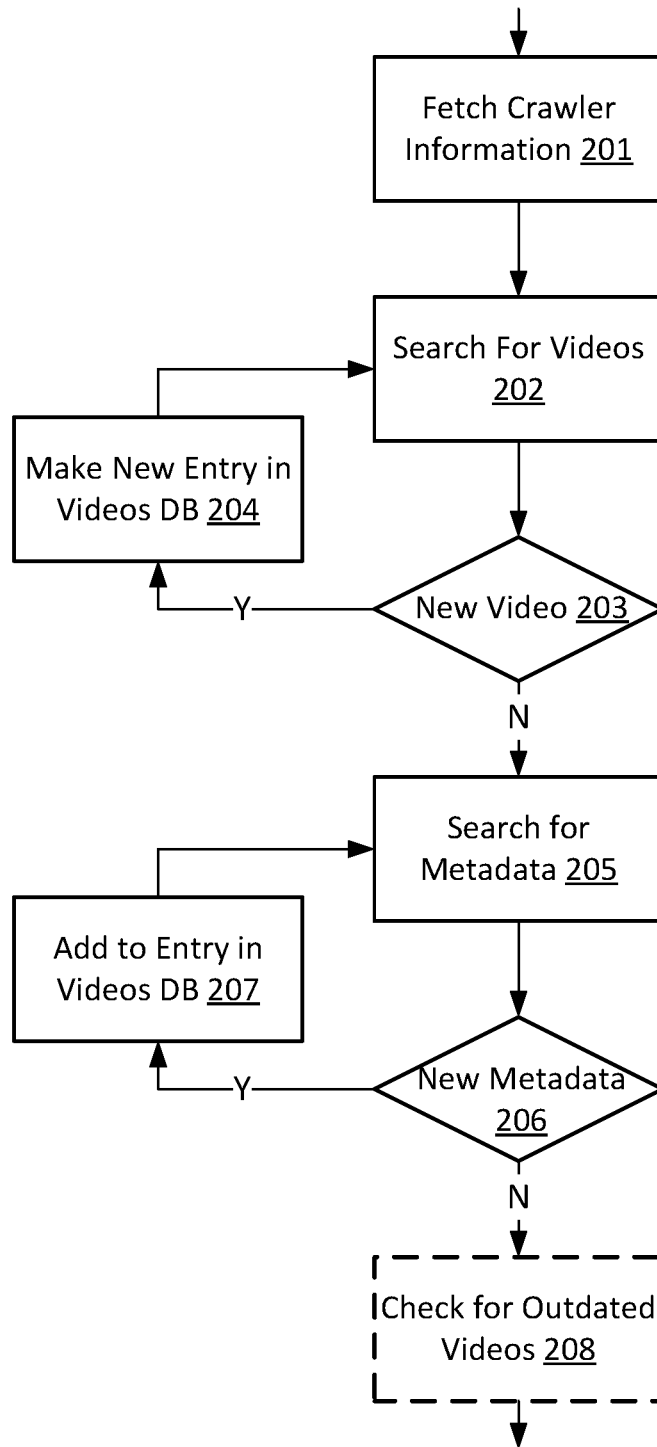 Fetch Crawler
Information 201
Search For Videos
202
Make New Entry in
Videos DB 204
New Video 203
Y
N
Search for
Metadata 205
Add to Entry in
Videos DB 207
New Metadata
206
Y
N
Check for Outdated
Videos 208